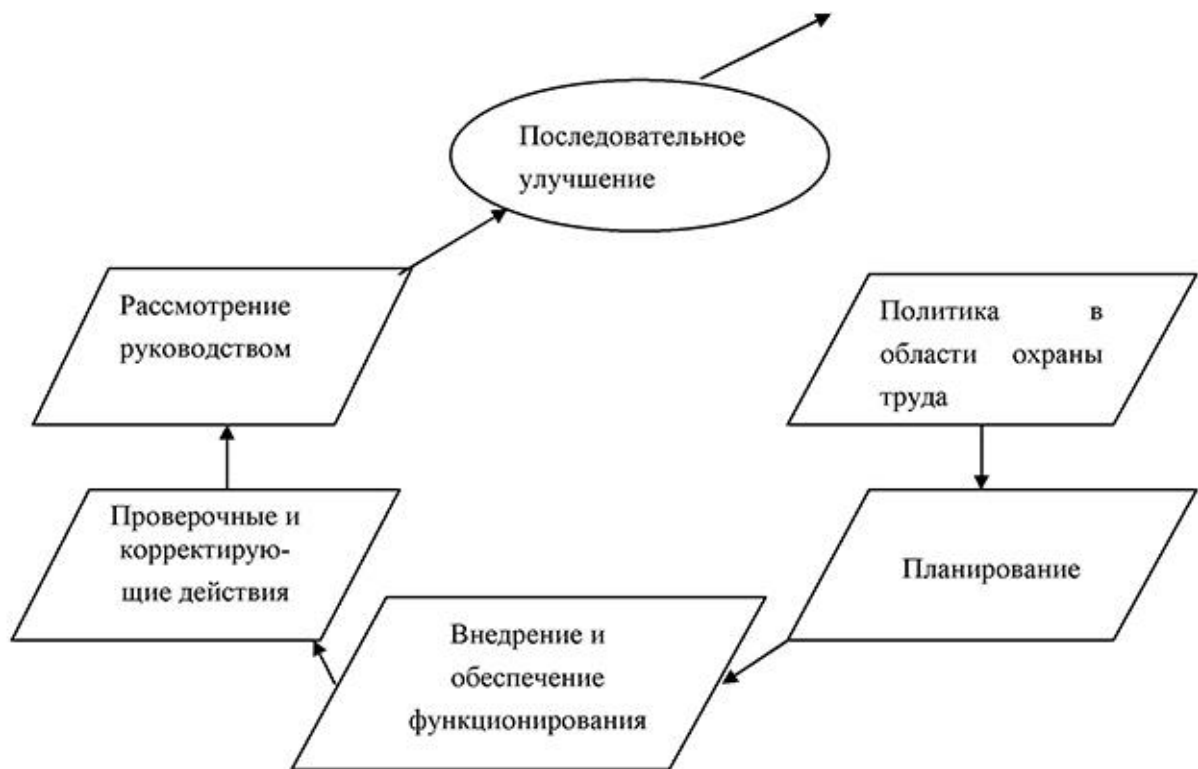 Последовательное
улучшение
Рассмотрение
руководством
Политика в
области охраны
труда
Проверочные и
корректирую-
щие действия
Планирование
Внедрение и
обеспечение
функционирования